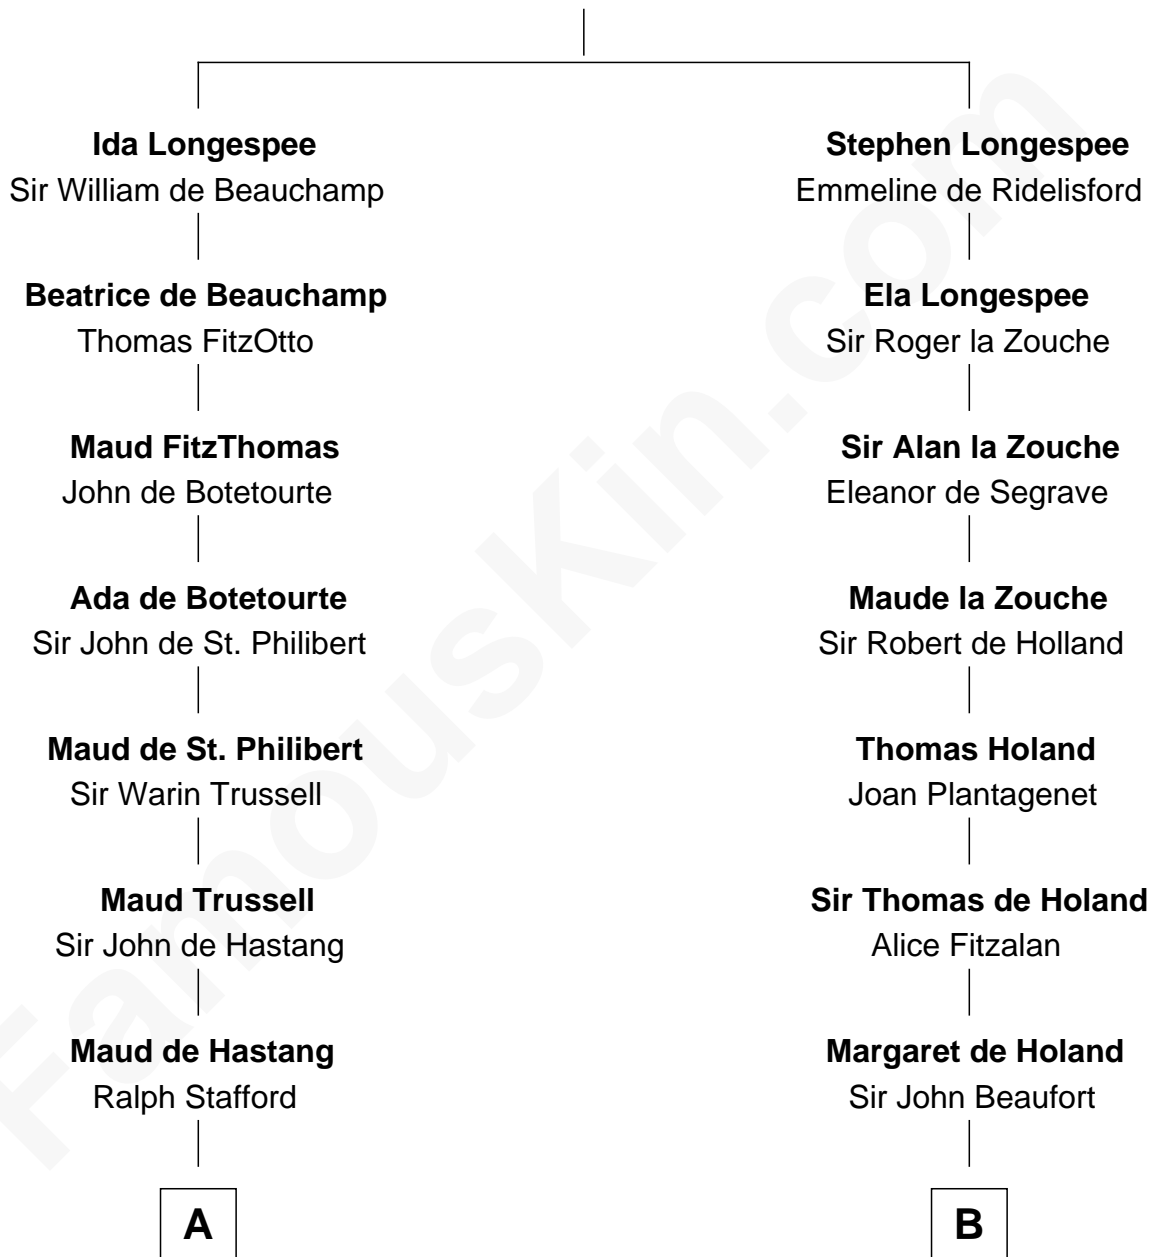 Ida Longespee
Sir William de Beauchamp
Beatrice de Beauchamp
Thomas FitzOtto
Maud FitzThomas
John de Botetourte
Ada de Botetourte
Sir John de St. Philibert
Maud de St. Philibert
Sir Warin Trussell
Maud Trussell
Sir John de Hastang
Maud de Hastang
Ralph Stafford
A
Stephen Longespee
Emmeline de Ridelisford
Ela Longespee
Sir Roger la Zouche
Sir Alan la Zouche
Eleanor de Segrave
Maude la Zouche
Sir Robert de Holland
Thomas Holand
Joan Plantagenet
Sir Thomas de Holand
Alice Fitzalan
Margaret de Holand
Sir John Beaufort
B
FamousKin.com